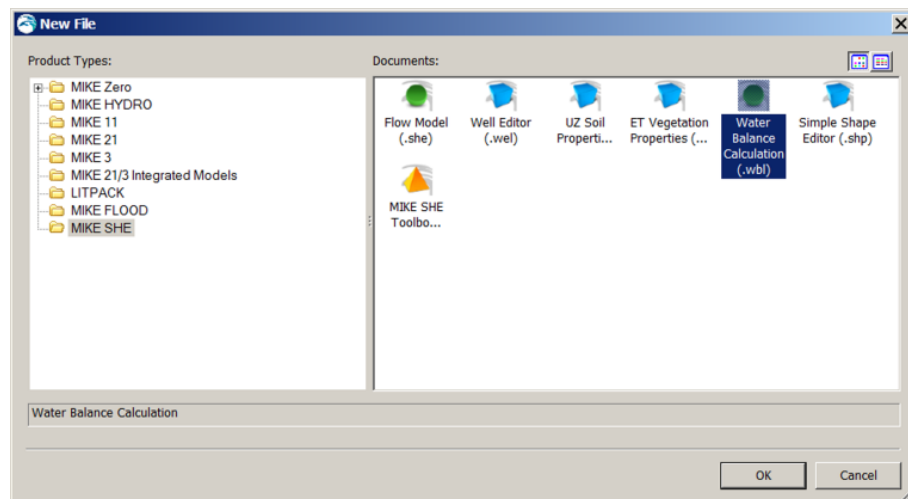 New File
Product Types:
MIKE Zero
MIKE HYDRO
MIKE 11
MIKE 21
MIKE 3
MIKE 21/3 Integrated Models
LITPACK
MIKE FLOOD
MIKE SHE
Documents:
Flow Model
(.she)
Well Editor
(.wel)
UZ Soil
Properti...
ET Vegetation
Properties (...
Water
Balance
Calculation
(.wbl)
Simple Shape
Editor (.shp)
MIKE SHE
Toolbo...
Water Balance Calculation
OK
Cancel